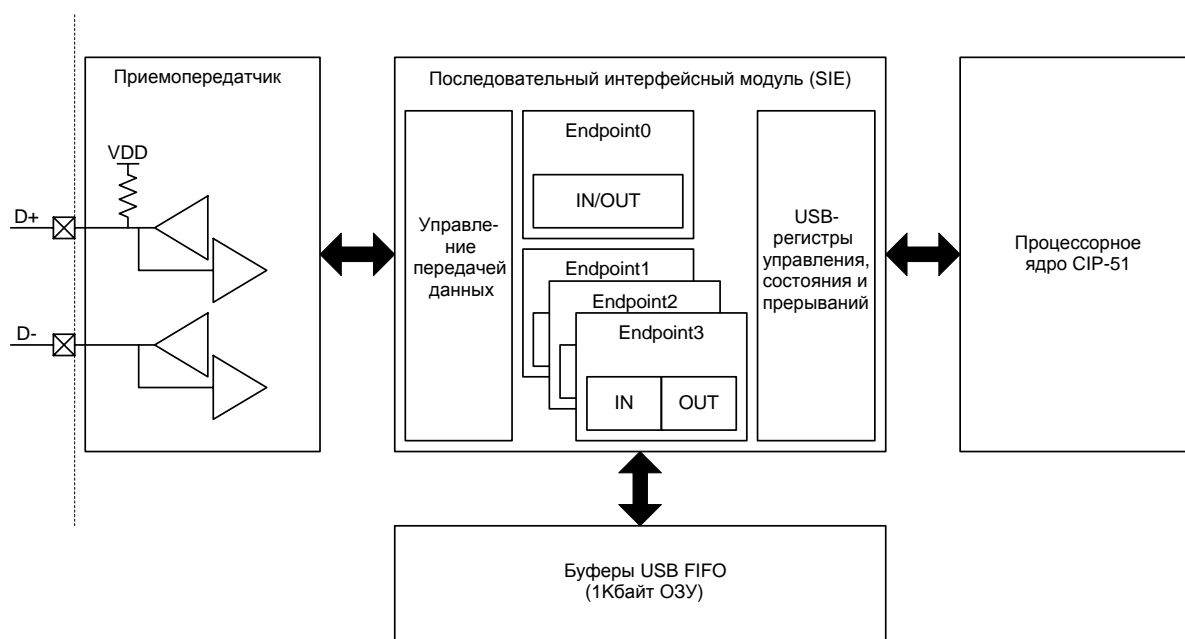 Приемопередатчик
VDD
D+
D-
Последовательный интерфейсный модуль (SIE)
Управле-
ние
передачей
данных
Endpoint0
IN/OUT
Endpoint1
Endpoint2
Endpoint3
IN
OUT
USB-
регистры
управления,
состояния и
прерываний
Процессорное
ядро CIP-51
Буферы USB FIFO
(1Кбайт ОЗУ)